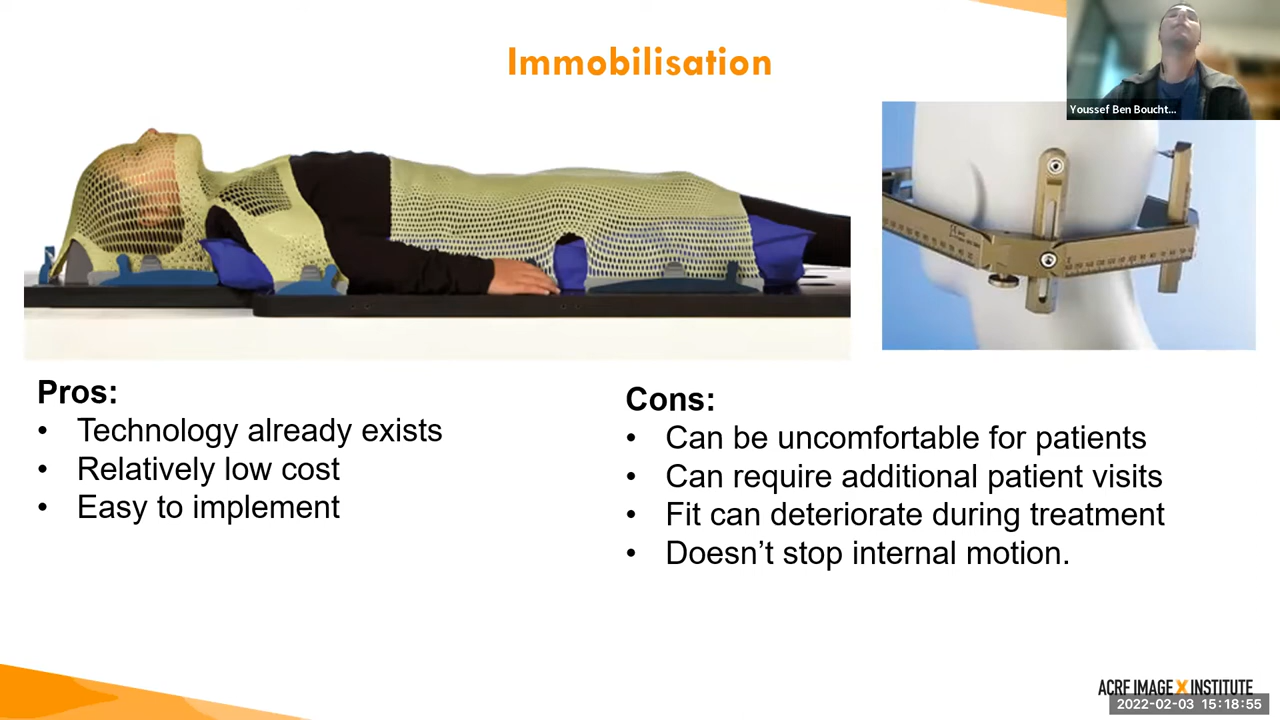 Immobilisation
Youssef Ben Boucht...
Pros:
• Technology already exists
• Relatively low cost
• Easy to implement
Cons:
• Can be uncomfortable for patients
• Can require additional patient visits
• Fit can deteriorate during treatment
• Doesn’t stop internal motion.
ACRF IMAGE X INSTITUTE
2022-02-03 15:18:55